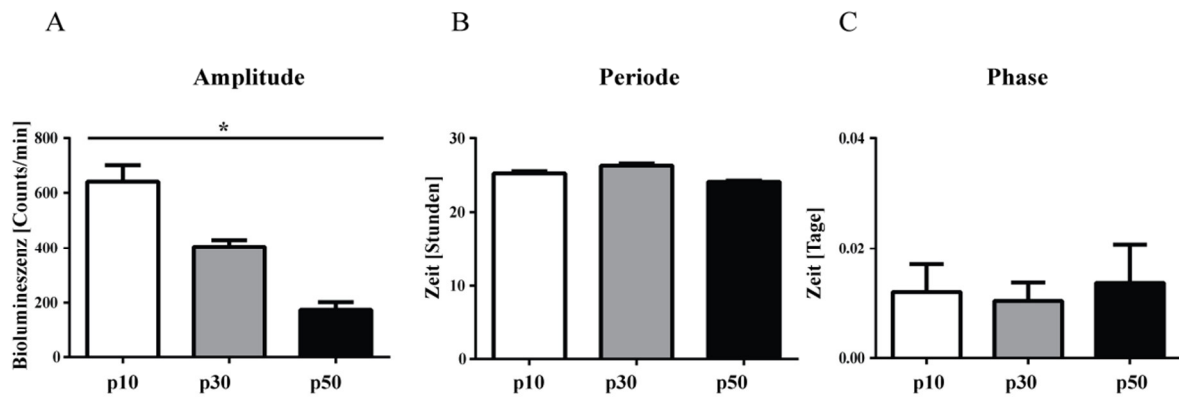 A
Amplitude
*
Biolumineszenz [Counts/min]
800
600
400
200
0
p10 p30 p50
B
Periode
Zeit [Stunden]
30
20
10
0
p10 p30 p50
C
Phase
Zeit [Tage]
0.04
0.02
0.00
p10 p30 p50